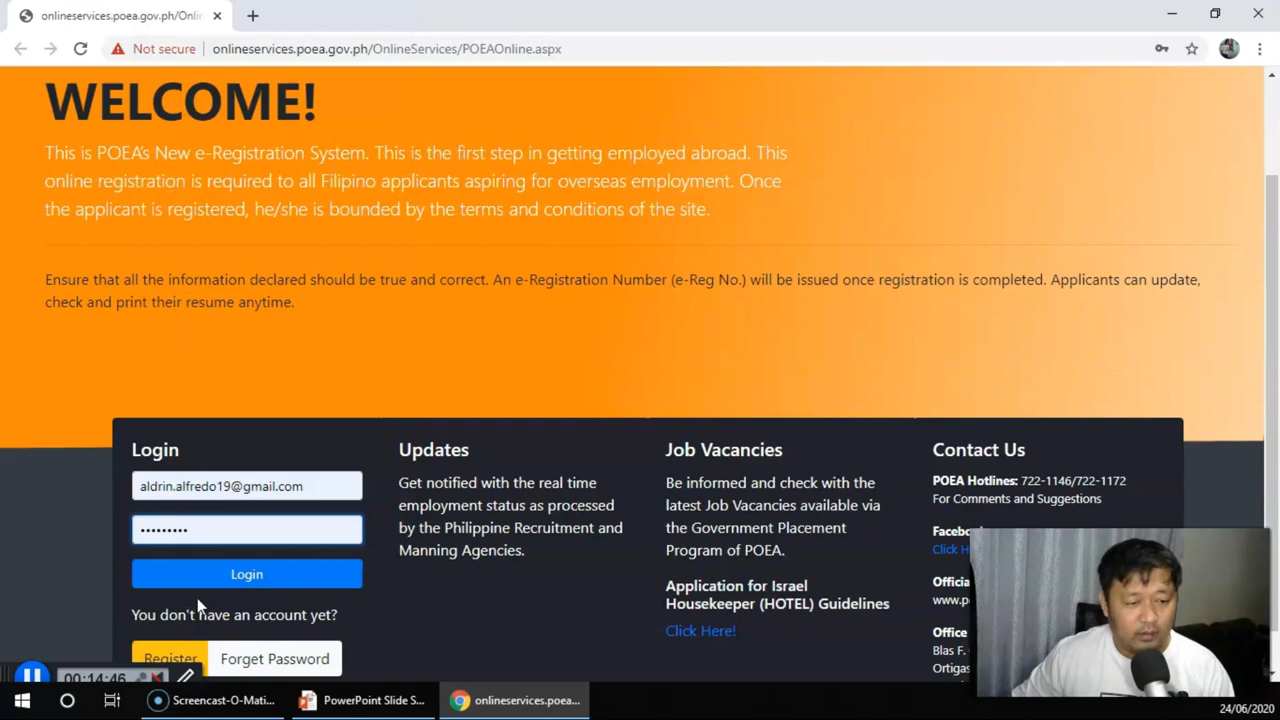 onlineservices.poea.gov.ph/Onli
Not secure
onlineservices.poea.gov.ph/OnlineServices/POEAOnline.aspx
WELCOME!
This is POEA's New e-Registration System. This is the first step in getting employed abroad. This
online registration is required to all Filipino applicants aspiring for overseas employment. Once
the applicant is registered, he/she is bounded by the terms and conditions of the site.
Ensure that all the information declared should be true and correct. An e-Registration Number (e-Reg No.) will be issued once registration is completed. Applicants can update,
check and print their resume anytime.
Login
aldrin.alfredo19@gmail.com
•••••••••
Login
You don't have an account yet?
Register
Forget Password
Updates
Get notified with the real time
employment status as processed
by the Philippine Recruitment and
Manning Agencies.
Job Vacancies
Be informed and check with the
latest Job Vacancies available via
the Government Placement
Program of POEA.
Application for Israel
Housekeeper (HOTEL) Guidelines
Click Here!
Contact Us
POEA Hotlines: 722-1146/722-1172
For Comments and Suggestions
Click H
Office
Blas F.
Ortigas
00:14:46
Screencast-O-Mati...
PowerPoint Slide S...
onlineservices.poea...
24/06/2020